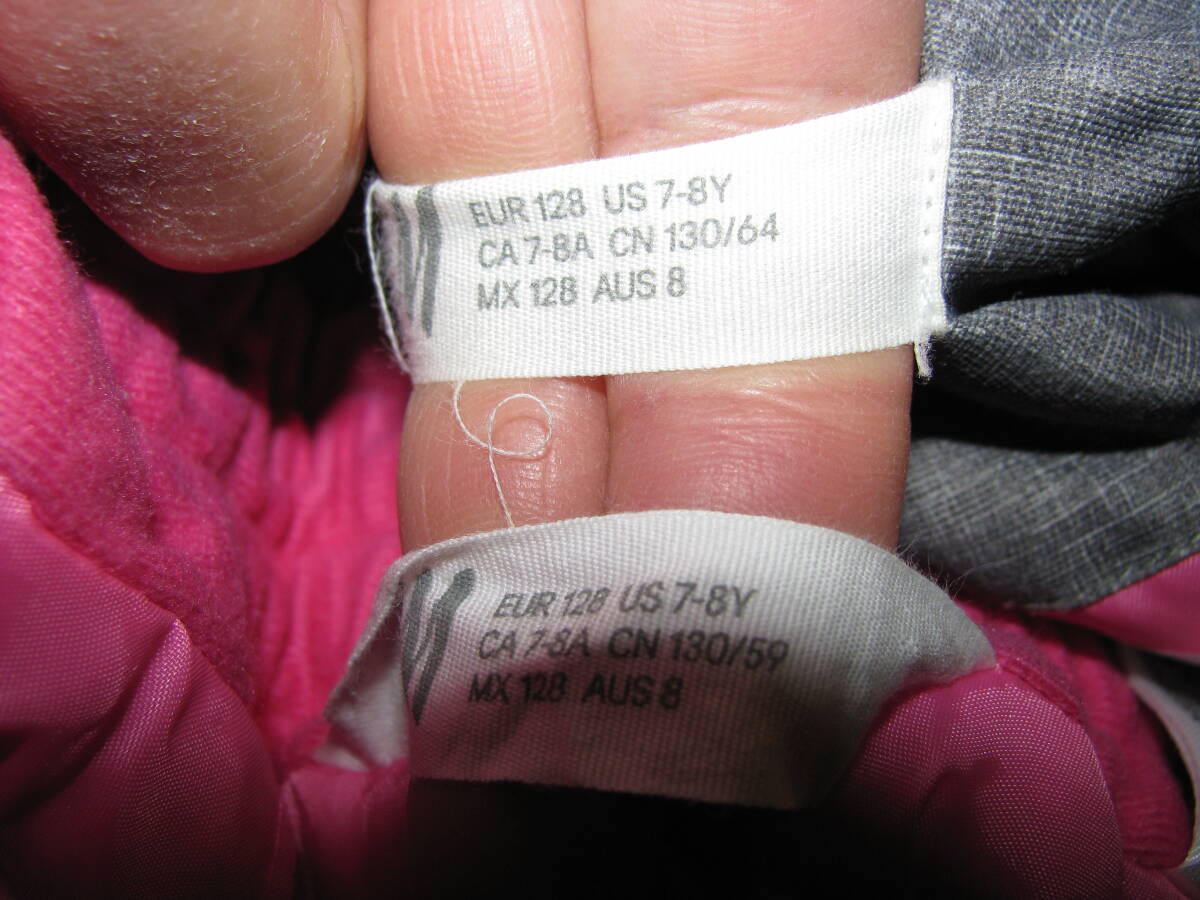 EUR 128 US 7-8Y
CA 7-8A CN 130/64
MX 128 AUS 8
EUR 128 US 7-8Y
CA 7-8A CN 130/59
MX 128 AUS 8